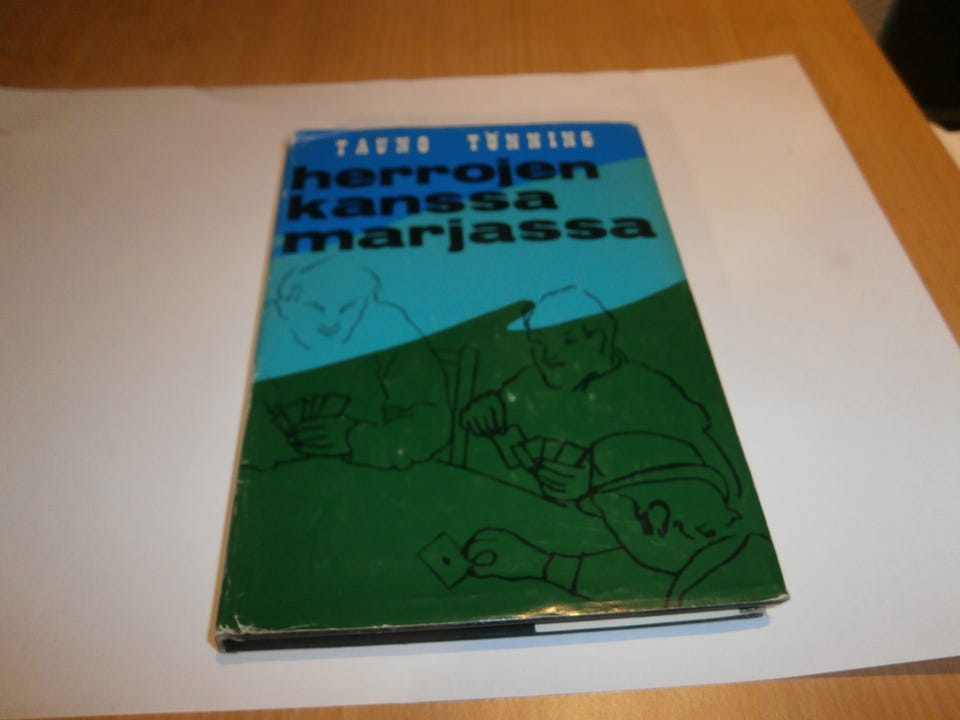 TAUNO TÖNNING
herrojen
kanssa
marjassa